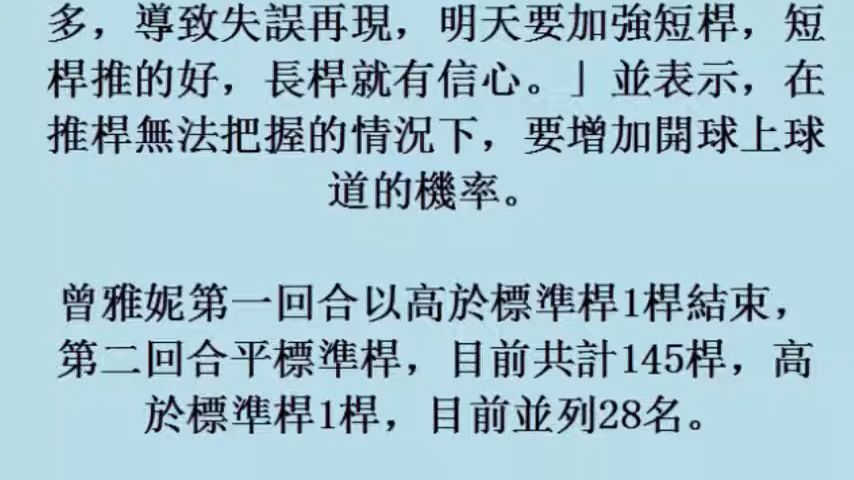 多，導致失誤再現，明天要加強短桿，短
桿推的好，長桿就有信心。」並表示，在
推桿無法把握的情況下，要增加開球上球
道的機率。
曾雅妮第一回合以高於標準桿1桿結束，
第二回合平標準桿，目前共計145桿，高
於標準桿1桿，目前並列28名。